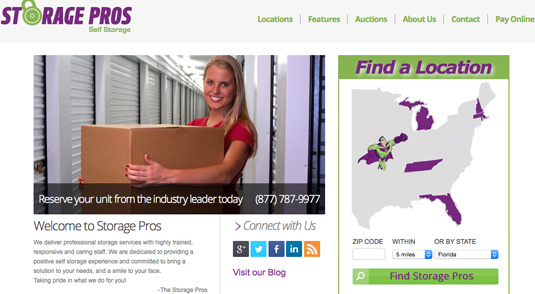 STORAGE PROS
Self Storage
Locations | Features | Auctions | About Us | Contact | Pay Online
Reserve your unit from the industry leader today (877) 787-9977
Find a Location
Welcome to Storage Pros
We deliver professional storage services with highly trained,
responsive and caring staff. We are dedicated to providing a
positive self storage experience and committed to bring a
solution to your needs, and a smile to your face.
Taking pride in what we do for you!
-The Storage Pros
Connect with Us
g+ f in
Visit our Blog
ZIP CODE WITHIN OR BY STATE
5 miles Florida
Find Storage Pros